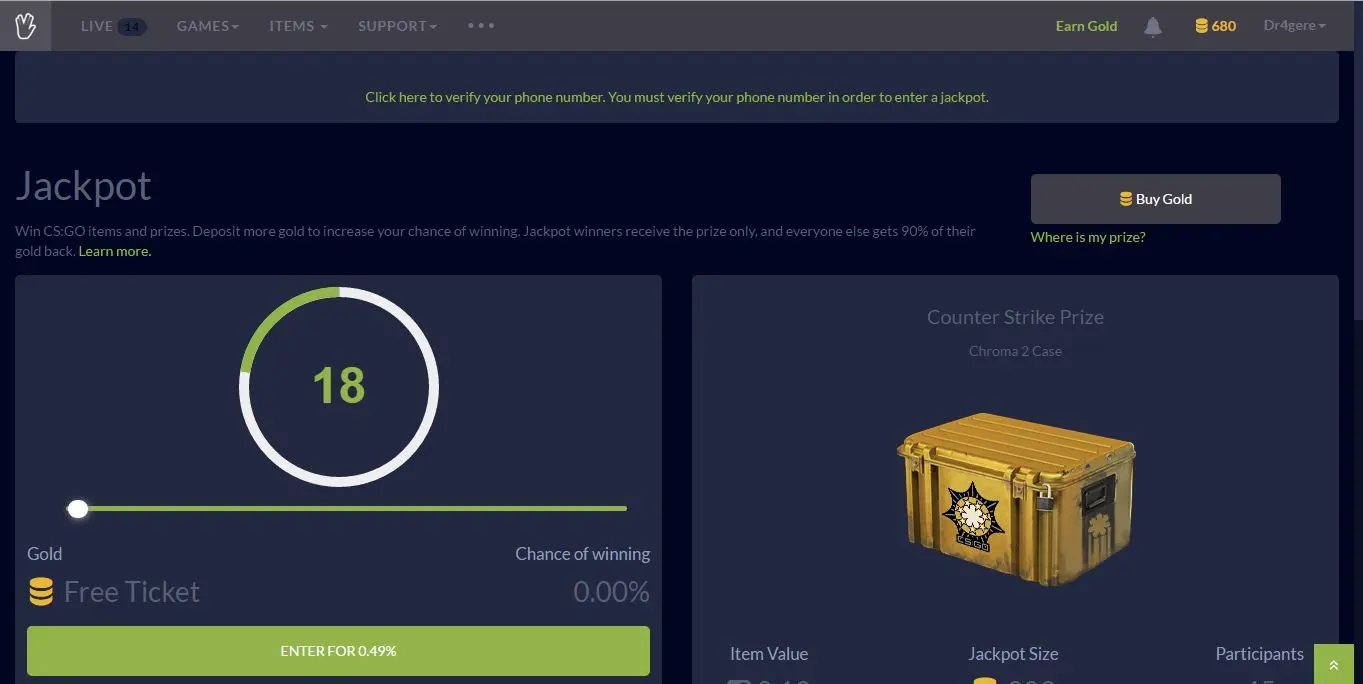 LIVE 14 GAMES ITEMS SUPPORT Earn Gold 680 Dr4gere
Click here to verify your phone number. You must verify your phone number in order to enter a jackpot.
Jackpot
Buy Gold
Win CS:GO items and prizes. Deposit more gold to increase your chance of winning. Jackpot winners receive the prize only, and everyone else gets 90% of their
gold back. Learn more.
Where is my prize?
18
Gold Chance of winning
Free Ticket 0.00%
ENTER FOR 0.49%
Counter Strike Prize
Chroma 2 Case
CS:GO
Item Value Jackpot Size Participants